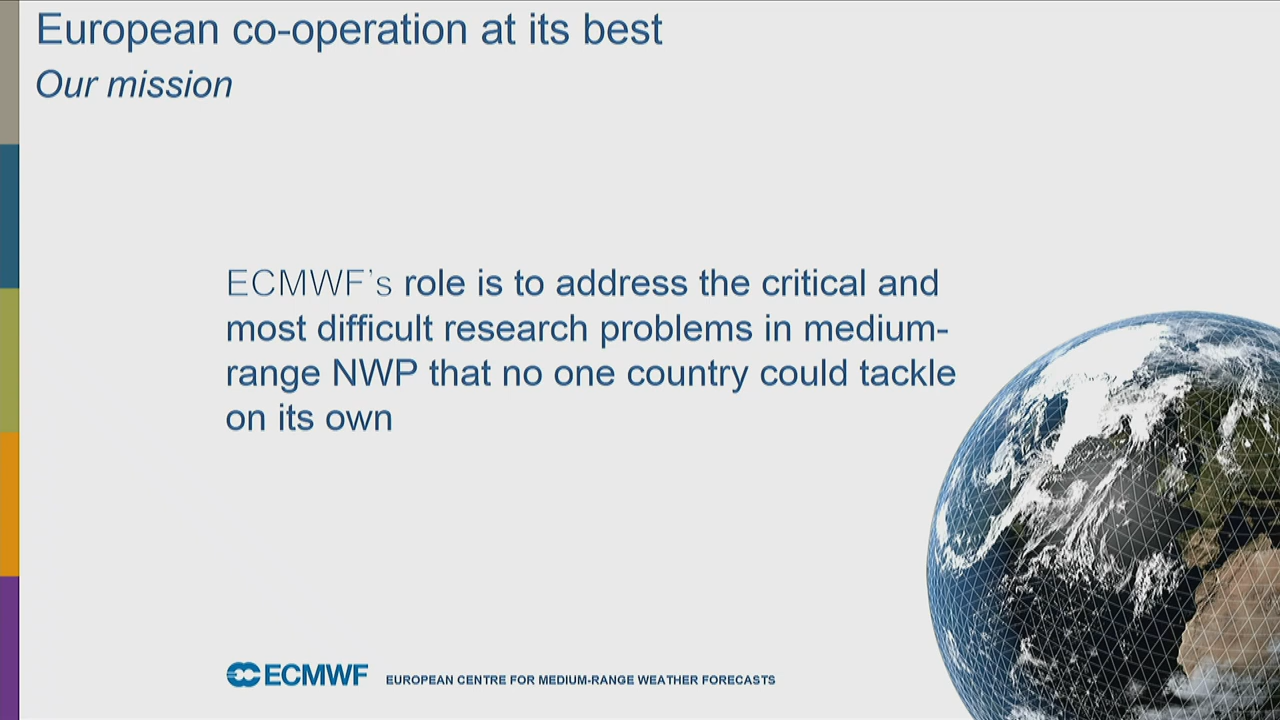 European co-operation at its best
Our mission
ECMWF's role is to address the critical and
most difficult research problems in medium-
range NWP that no one country could tackle
on its own
ECMWF EUROPEAN CENTRE FOR MEDIUM-RANGE WEATHER FORECASTS